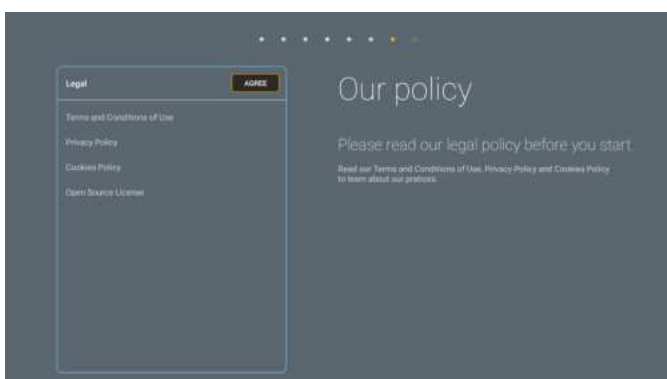 Legal
AGREE
Terms and Conditions of Use
Privacy Policy
Cookies Policy
Open Source License
Our policy
Please read our legal policy before you start.
Read our Terms and Conditions of Use, Privacy Policy and Cookies Policy
to learn about our pratices.